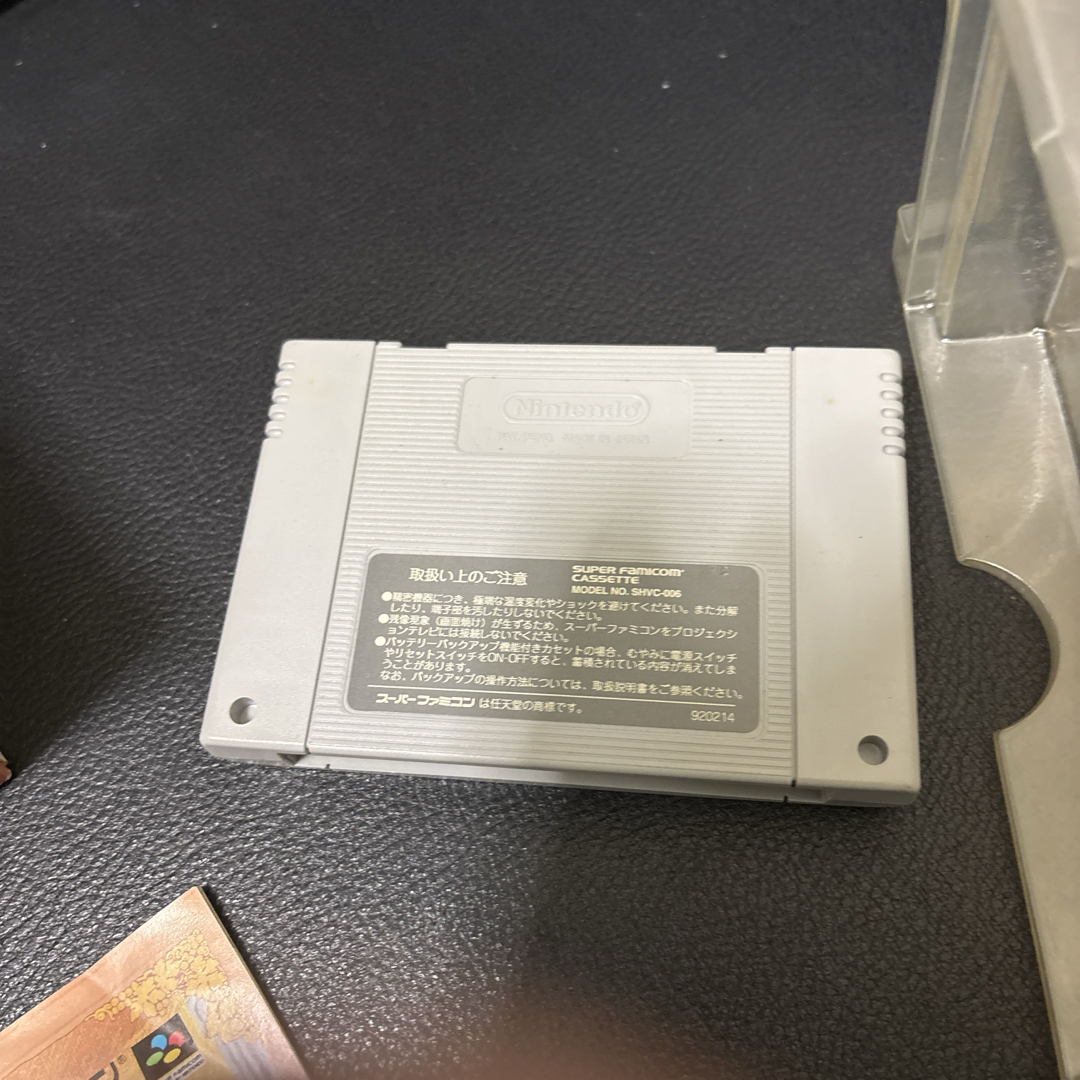 Nintendo
取扱い上のご注意
SUPER FAMICOM
CASSETTE
MODEL NO. SHVC-006
●精密機器につき、極端な温度変化やショックを避けてください。また分解
したり、端子部を汚したりしないでください。
●残像現象(画面焼け)が生ずるため、スーパーファミコンをプロジェクシ
ョンテレビには接続しないでください。
●バッテリーバックアップ機能付きカセットの場合、むやみに電源スイッチ
やリセットスイッチをON-OFFすると、蓄積されている内容が消えてしま
うことがあります。
なお、バックアップの操作方法については、取扱説明書をご参照ください。
スーパーファミコンは任天堂の商標です。
920214